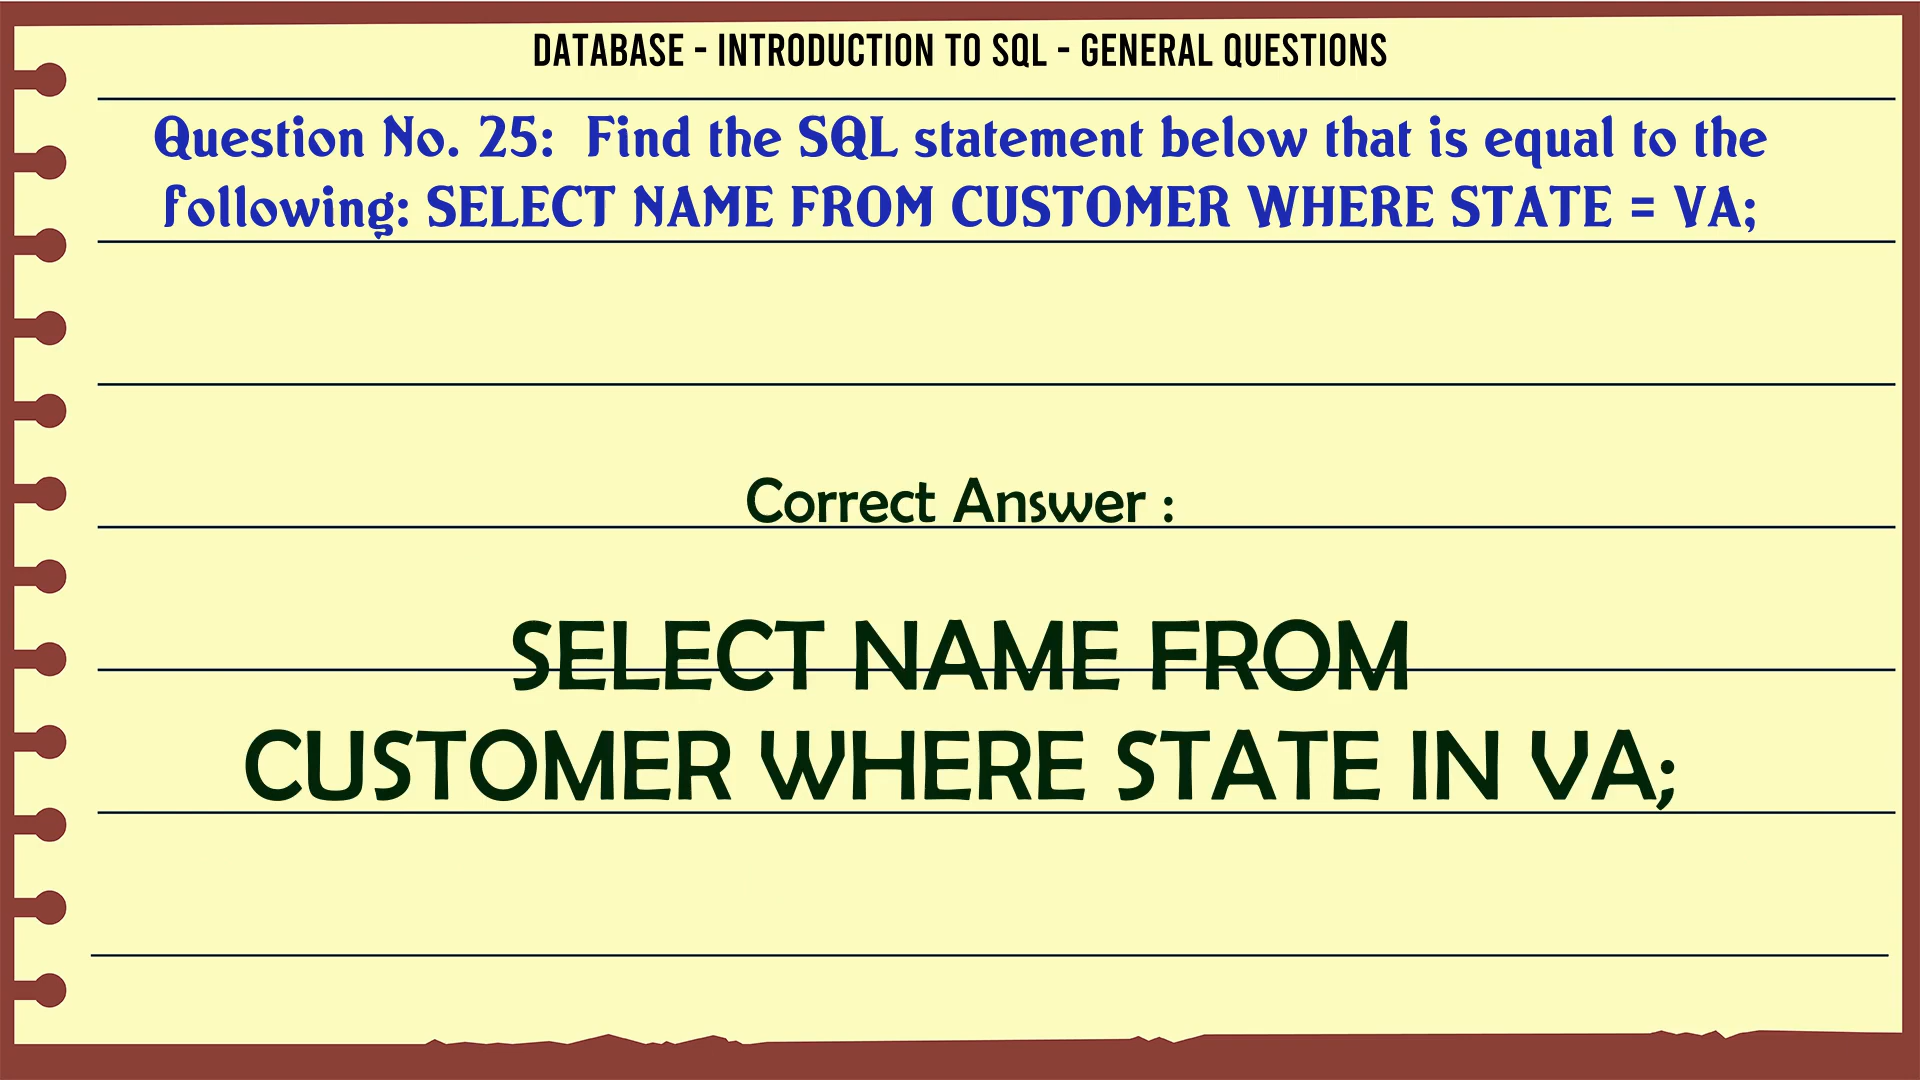 DATABASE - INTRODUCTION TO SQL - GENERAL QUESTIONS
Question No. 25: Find the SQL statement below that is equal to the
following: SELECT NAME FROM CUSTOMER WHERE STATE = VA;
Correct Answer :
SELECT NAME FROM
CUSTOMER WHERE STATE IN VA;